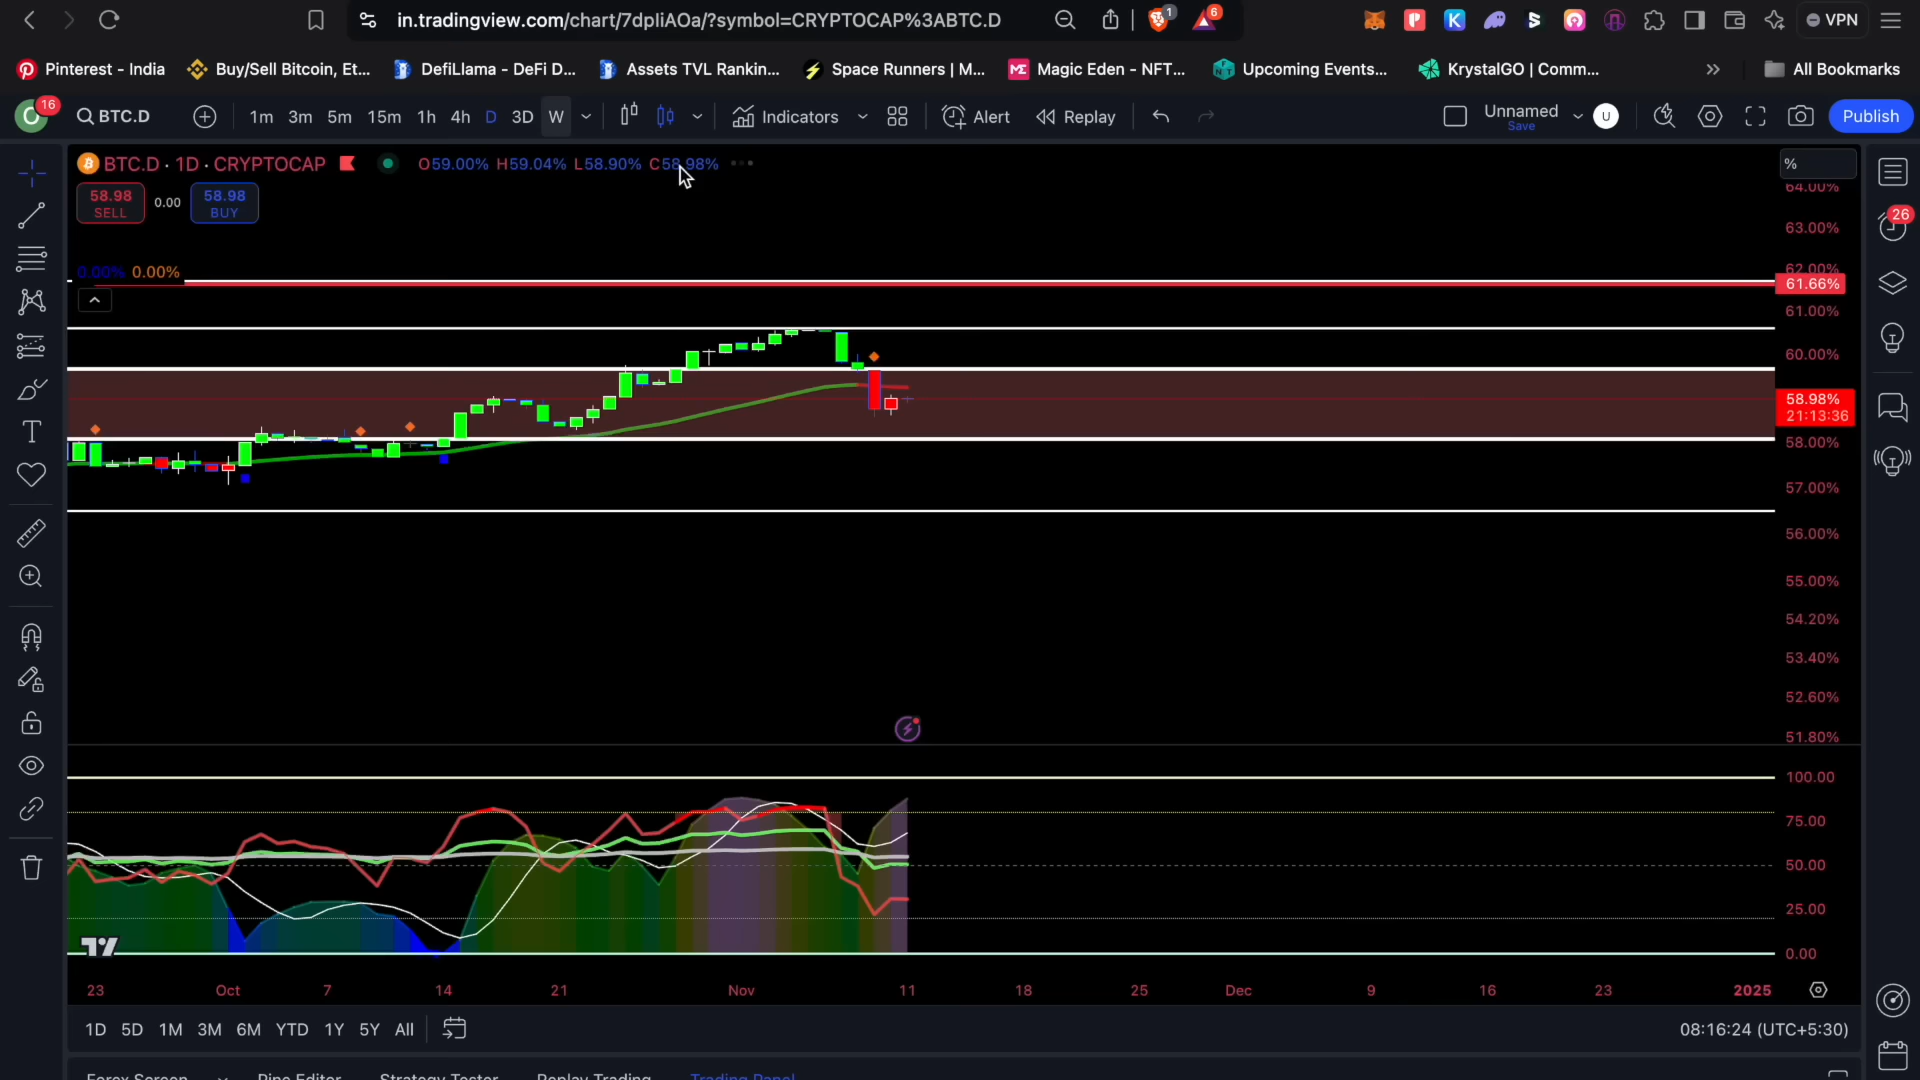 in.tradingview.com/chart/7dpliAOa/?symbol=CRYPTOCAP%3ABTC.D
1
6
VPN
Pinterest - India
Buy/Sell Bitcoin, Et...
DefiLlama - DeFi D...
Assets TVL Rankin...
Space Runners | M...
Magic Eden - NFT...
Upcoming Events...
KrystalGO | Comm...
All Bookmarks
O 16
BTC.D
1m 3m 5m 15m 1h 4h D 3D W
Indicators
Alert
Replay
Unnamed
Save
U
Publish
BTC.D · 1D · CRYPTOCAP
O59.00% H59.04% L58.90% C58.98%
58.98
SELL
0.00
58.98
BUY
0.00% 0.00%
%
64.00%
63.00%
62.00%
61.66%
61.00%
60.00%
58.98%
21:13:36
58.00%
57.00%
56.00%
55.00%
54.20%
53.40%
52.60%
51.80%
100.00
75.00
50.00
25.00
0.00
26
23 Oct 7 14 21 Nov 11 18 25 Dec 9 16 23 2025
1D 5D 1M 3M 6M YTD 1Y 5Y All
08:16:24 (UTC+5:30)
Forex Screen
Pine Editor
Strategy Tester
Replay Trading
Trading Panel